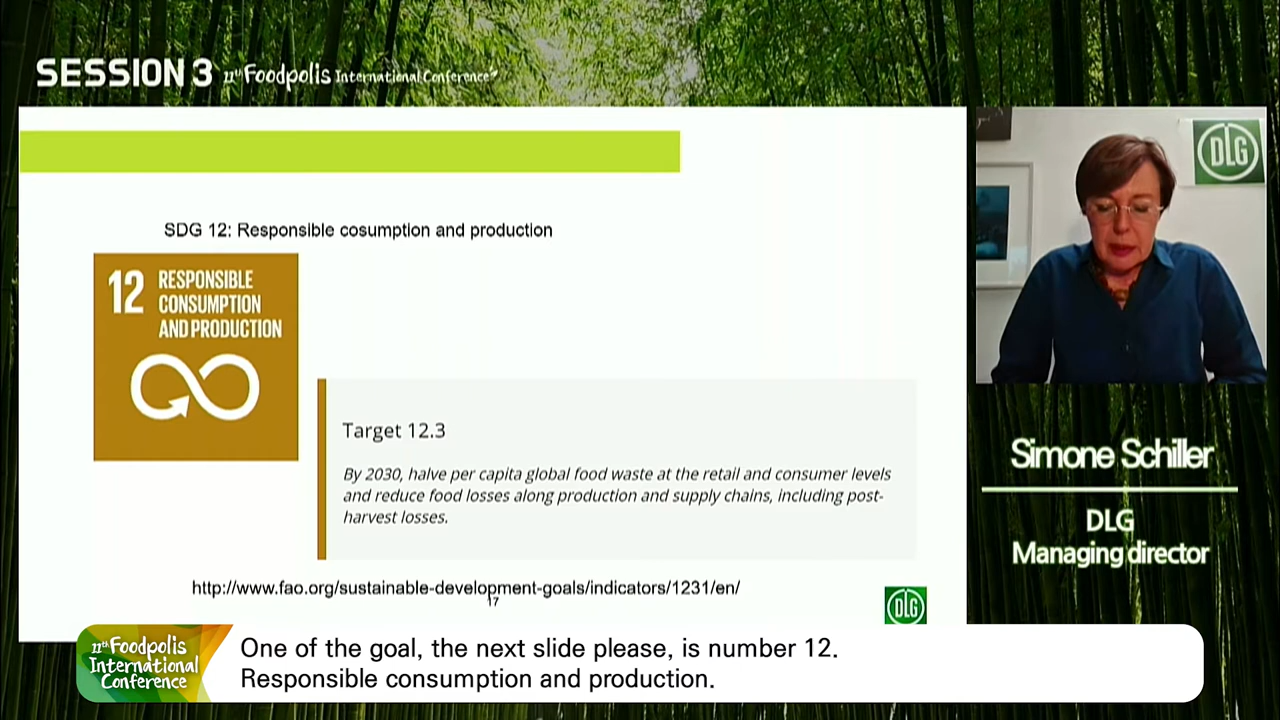 SESSION 3 11th Foodpolis International Conference
DLG
SDG 12: Responsible cosumption and production
12 RESPONSIBLE
CONSUMPTION
AND PRODUCTION
Target 12.3
By 2030, halve per capita global food waste at the retail and consumer levels
and reduce food losses along production and supply chains, including post-
harvest losses.
http://www.fao.org/sustainable-development-goals/indicators/1231/en/
17
DLG
Simone Schiller
DLG
Managing director
11th Foodpolis
International
Conference
One of the goal, the next slide please, is number 12.
Responsible consumption and production.